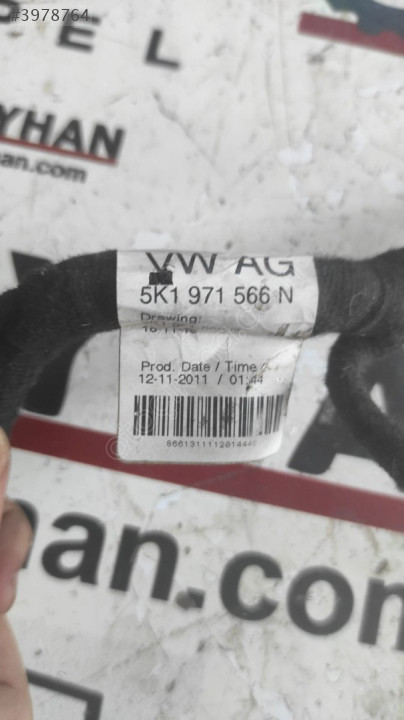 #3978764
D E L
YHAN
an.com
VW AG
5K1 971 566 N
Drawing:
Prod. Date / Time
12-11-2011 / 01:44
han.com